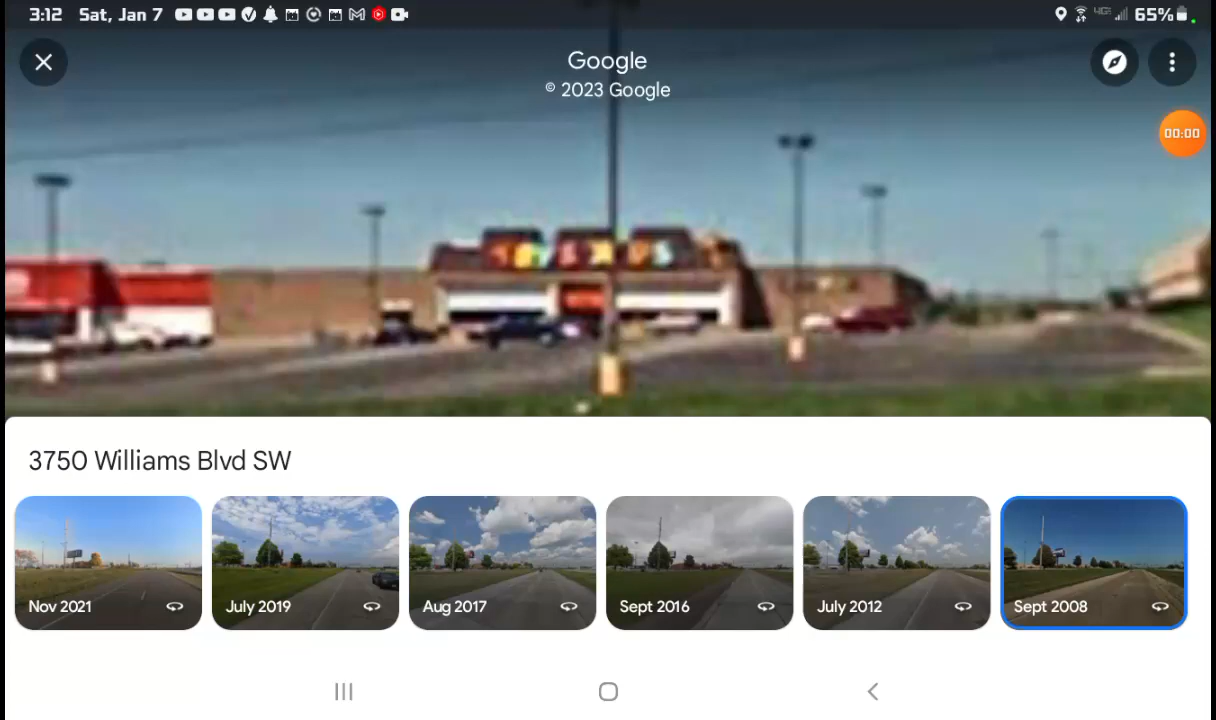 3:12 Sat, Jan 7
4G 65%
Google
© 2023 Google
00:00
3750 Williams Blvd SW
Nov 2021
July 2019
Aug 2017
Sept 2016
July 2012
Sept 2008